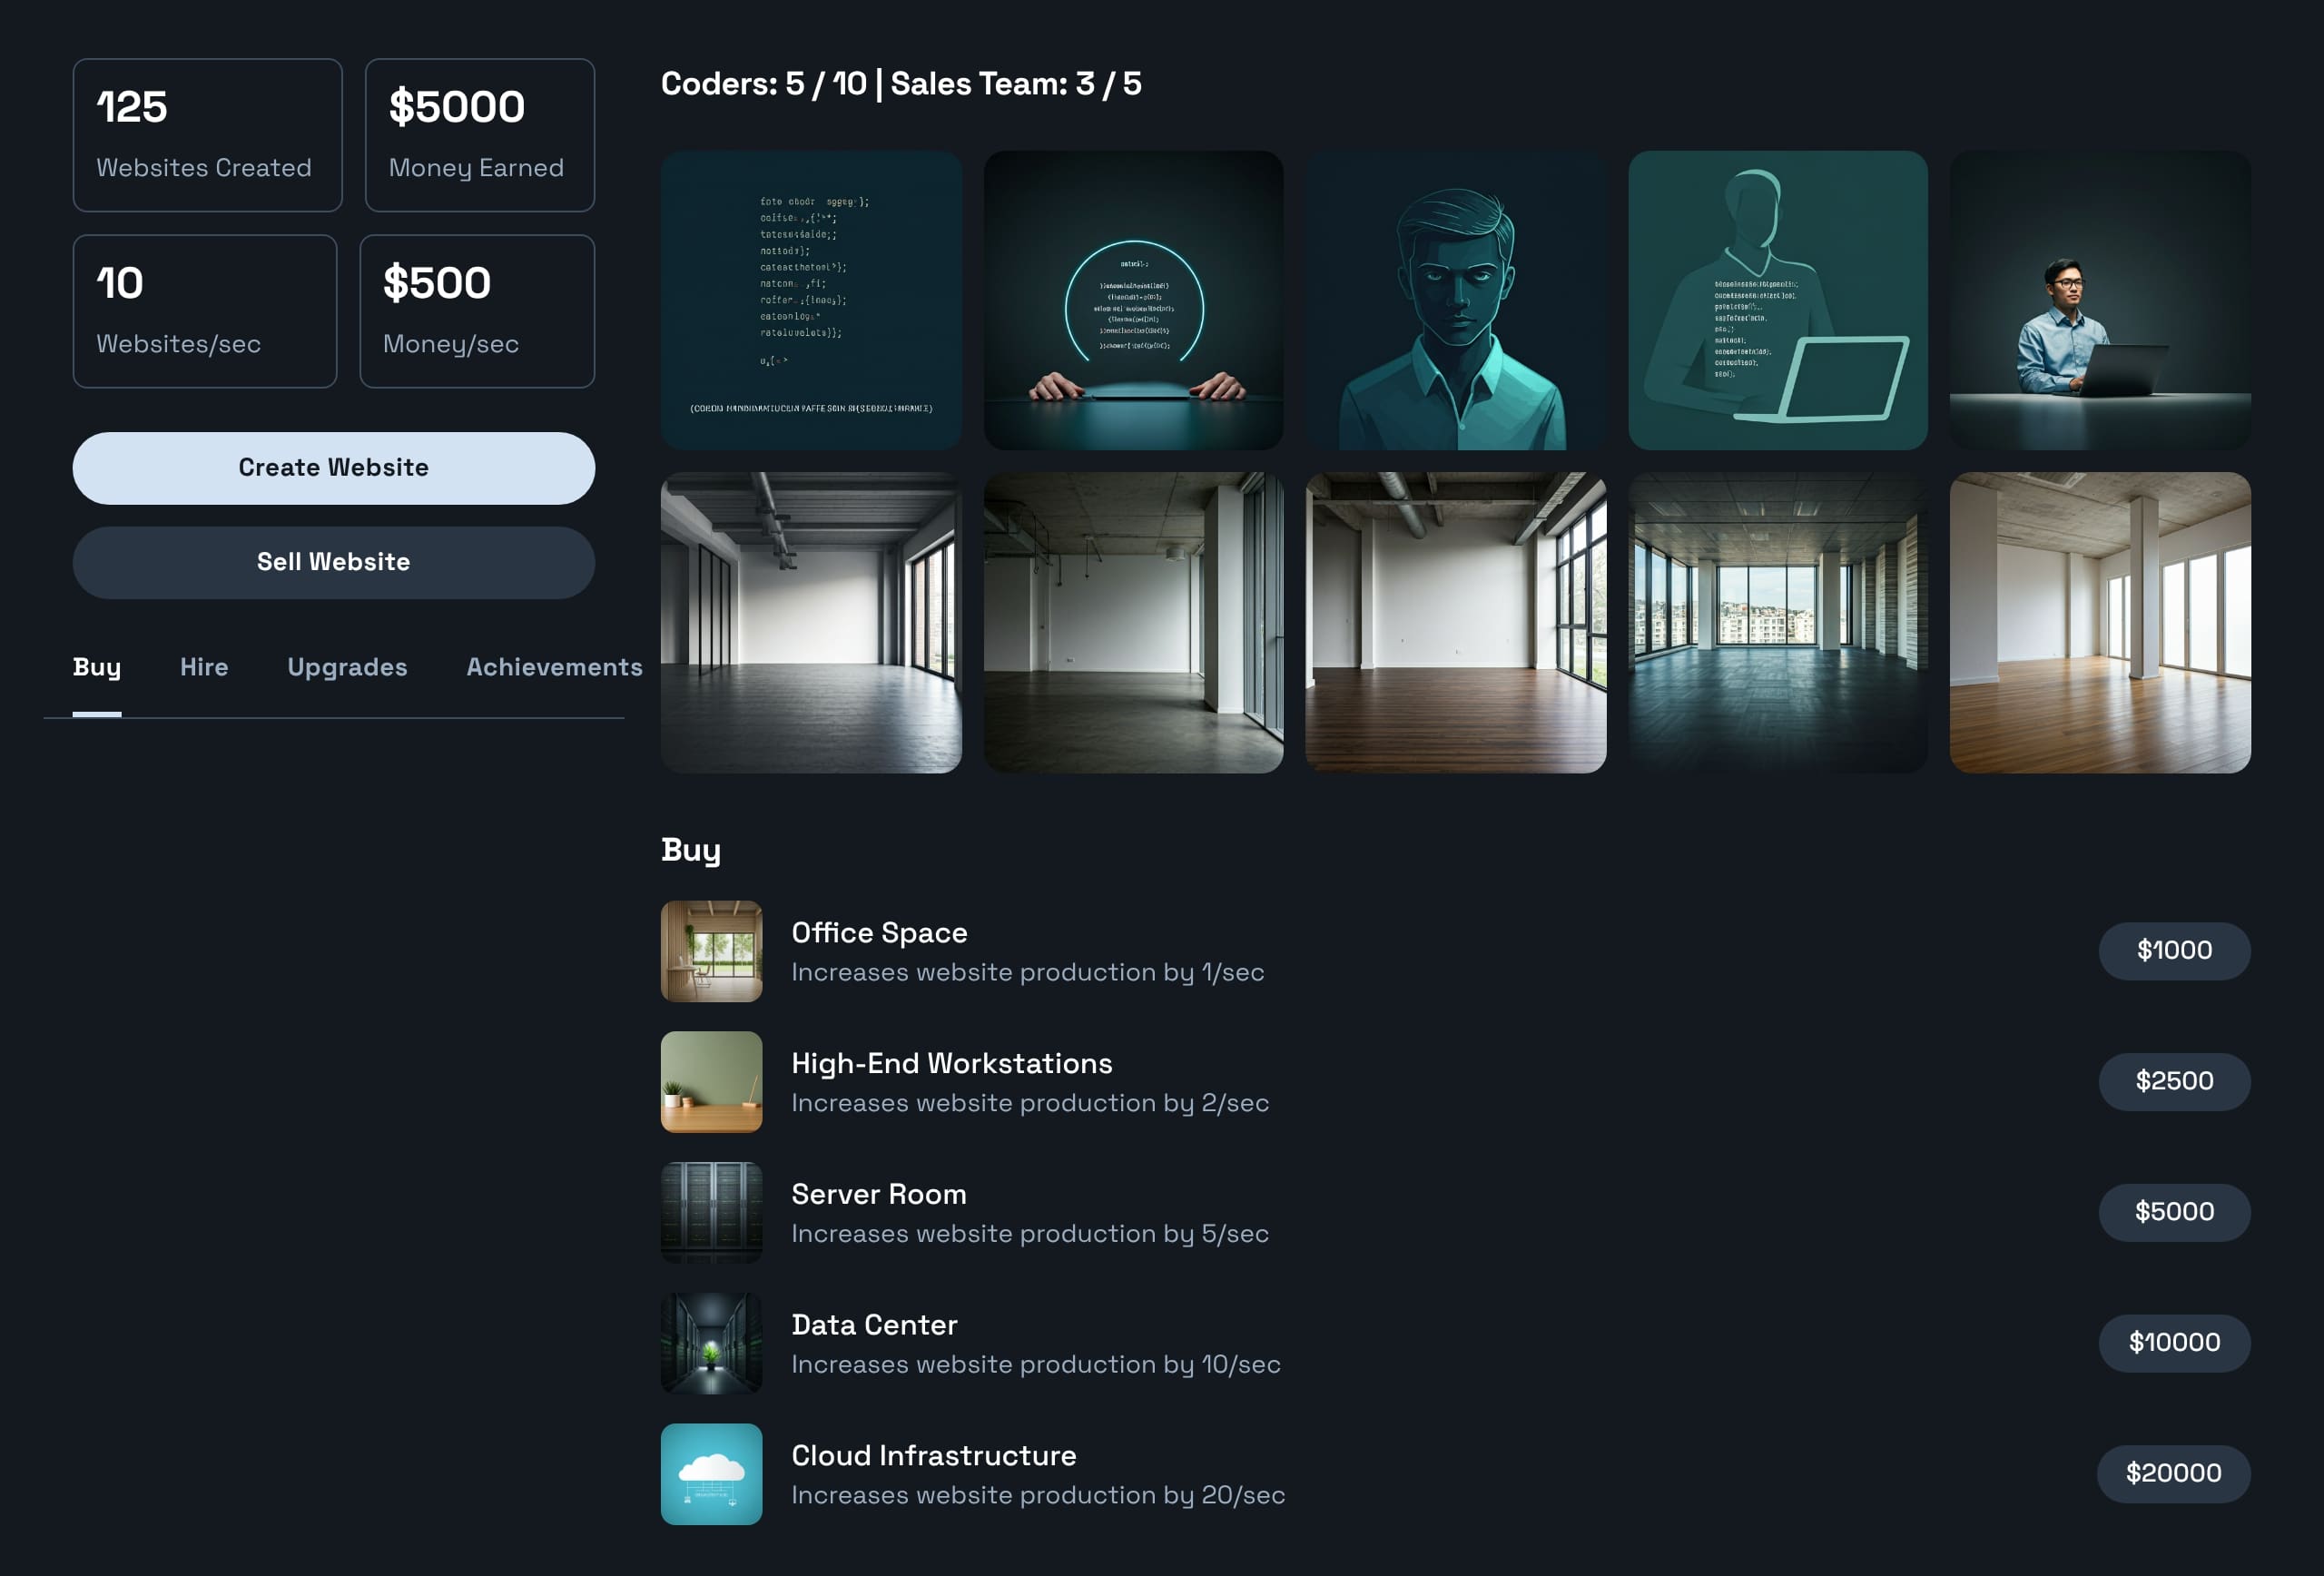 125
Websites Created
$5000
Money Earned
10
Websites/sec
$500
Money/sec
Create Website
Sell Website
Buy
Hire
Upgrades
Achievements
Coders: 5 / 10 | Sales Team: 3 / 5
Buy
Office Space
Increases website production by 1/sec
$1000
High-End Workstations
Increases website production by 2/sec
$2500
Server Room
Increases website production by 5/sec
$5000
Data Center
Increases website production by 10/sec
$10000
Cloud Infrastructure
Increases website production by 20/sec
$20000